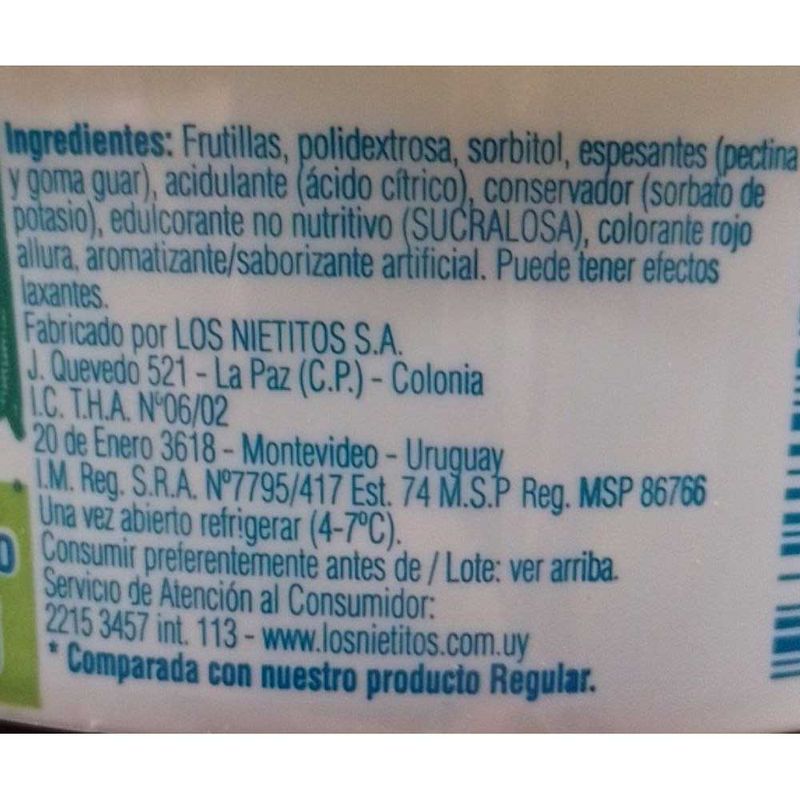 Ingredientes: Frutillas, polidextrosa, sorbitol, espesantes (pectina
y goma guar), acidulante (ácido cítrico), conservador (sorbato de
potasio), edulcorante no nutritivo (SUCRALOSA), colorante rojo
allura, aromatizante/saborizante artificial. Puede tener efectos
laxantes.
Fabricado por LOS NIETITOS S.A.
J. Quevedo 521 - La Paz (C.P.) - Colonia
I.C. T.H.A. Nº06/02
20 de Enero 3618 - Montevideo - Uruguay
I.M. Reg. S.R.A. Nº7795/417 Est. 74 M.S.P Reg. MSP 86766
Una vez abierto refrigerar (4-7ºC).
Consumir preferentemente antes de / Lote: ver arriba.
Servicio de Atención al Consumidor:
2215 3457 int. 113 - www.losnietitos.com.uy
* Comparada con nuestro producto Regular.